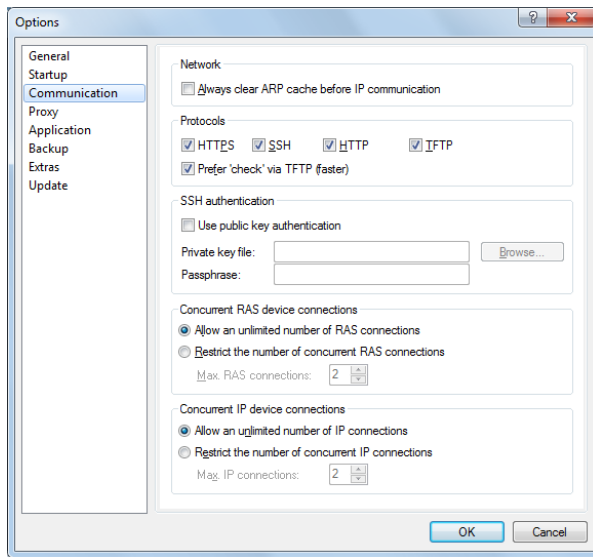 Options
General
Startup
Communication
Proxy
Application
Backup
Extras
Update
Network
Always clear ARP cache before IP communication
Protocols
HTTPS SSH HTTP TFTP
Prefer 'check' via TFTP (faster)
SSH authentication
Use public key authentication
Private key file: Browse...
Passphrase:
Concurrent RAS device connections
Allow an unlimited number of RAS connections
Restrict the number of concurrent RAS connections
Max. RAS connections: 2
Concurrent IP device connections
Allow an unlimited number of IP connections
Restrict the number of concurrent IP connections
Max. IP connections: 2
OK Cancel